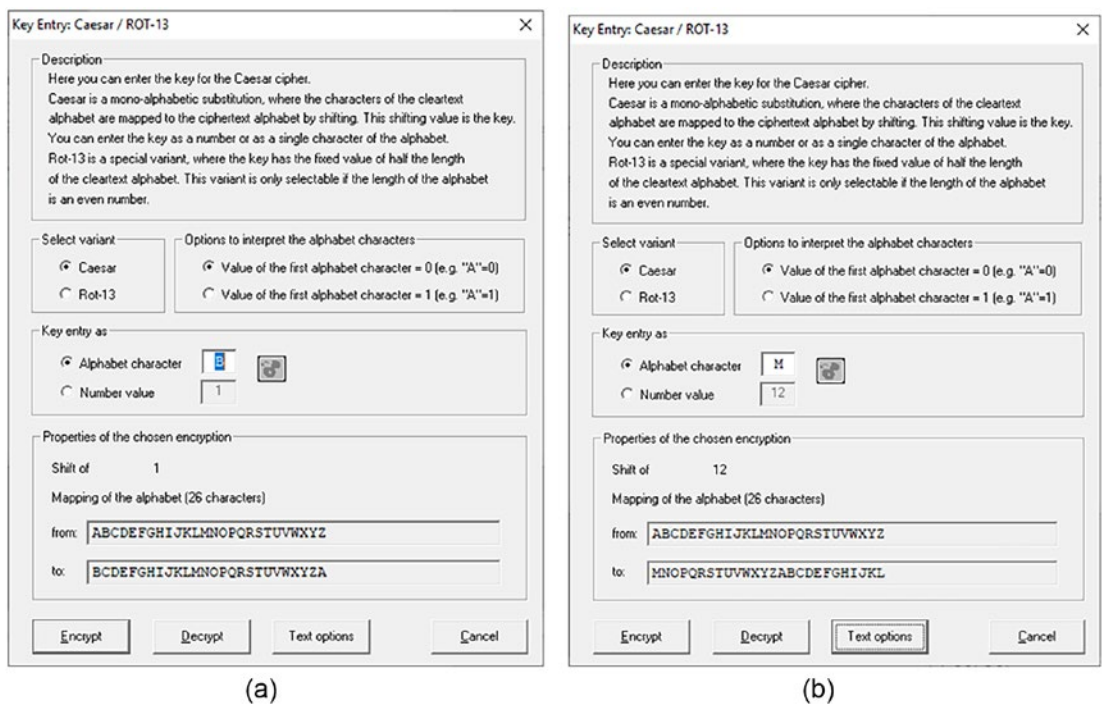 Key Entry: Caesar / ROT-13
Description
Here you can enter the key for the Caesar cipher.
Caesar is a mono-alphabetic substitution, where the characters of the cleartext
alphabet are mapped to the ciphertext alphabet by shifting. This shifting value is the key.
You can enter the key as a number or as a single character of the alphabet.
Rot-13 is a special variant, where the key has the fixed value of half the length
of the cleartext alphabet. This variant is only selectable if the length of the alphabet
is an even number.
Select variant
Caesar
Rot-13
Options to interpret the alphabet characters
Value of the first alphabet character = 0 (e.g. "A"=0)
Value of the first alphabet character = 1 (e.g. "A"=1)
Key entry as
Alphabet character B
Number value 1
Properties of the chosen encryption
Shift of 1
Mapping of the alphabet (26 characters)
from: ABCDEFGHIJKLMNOPQRSTUVWXYZ
to: BCDEFGHIJKLMNOPQRSTUVWXYZA
Encrypt Decrypt Text options Cancel
(a)
Key Entry: Caesar / ROT-13
Description
Here you can enter the key for the Caesar cipher.
Caesar is a mono-alphabetic substitution, where the characters of the cleartext
alphabet are mapped to the ciphertext alphabet by shifting. This shifting value is the key.
You can enter the key as a number or as a single character of the alphabet.
Rot-13 is a special variant, where the key has the fixed value of half the length
of the cleartext alphabet. This variant is only selectable if the length of the alphabet
is an even number.
Select variant
Caesar
Rot-13
Options to interpret the alphabet characters
Value of the first alphabet character = 0 (e.g. "A"=0)
Value of the first alphabet character = 1 (e.g. "A"=1)
Key entry as
Alphabet character M
Number value 12
Properties of the chosen encryption
Shift of 12
Mapping of the alphabet (26 characters)
from: ABCDEFGHIJKLMNOPQRSTUVWXYZ
to: MNOPQRSTUVWXYZABCDEFGHIJKL
Encrypt Decrypt Text options Cancel
(b)